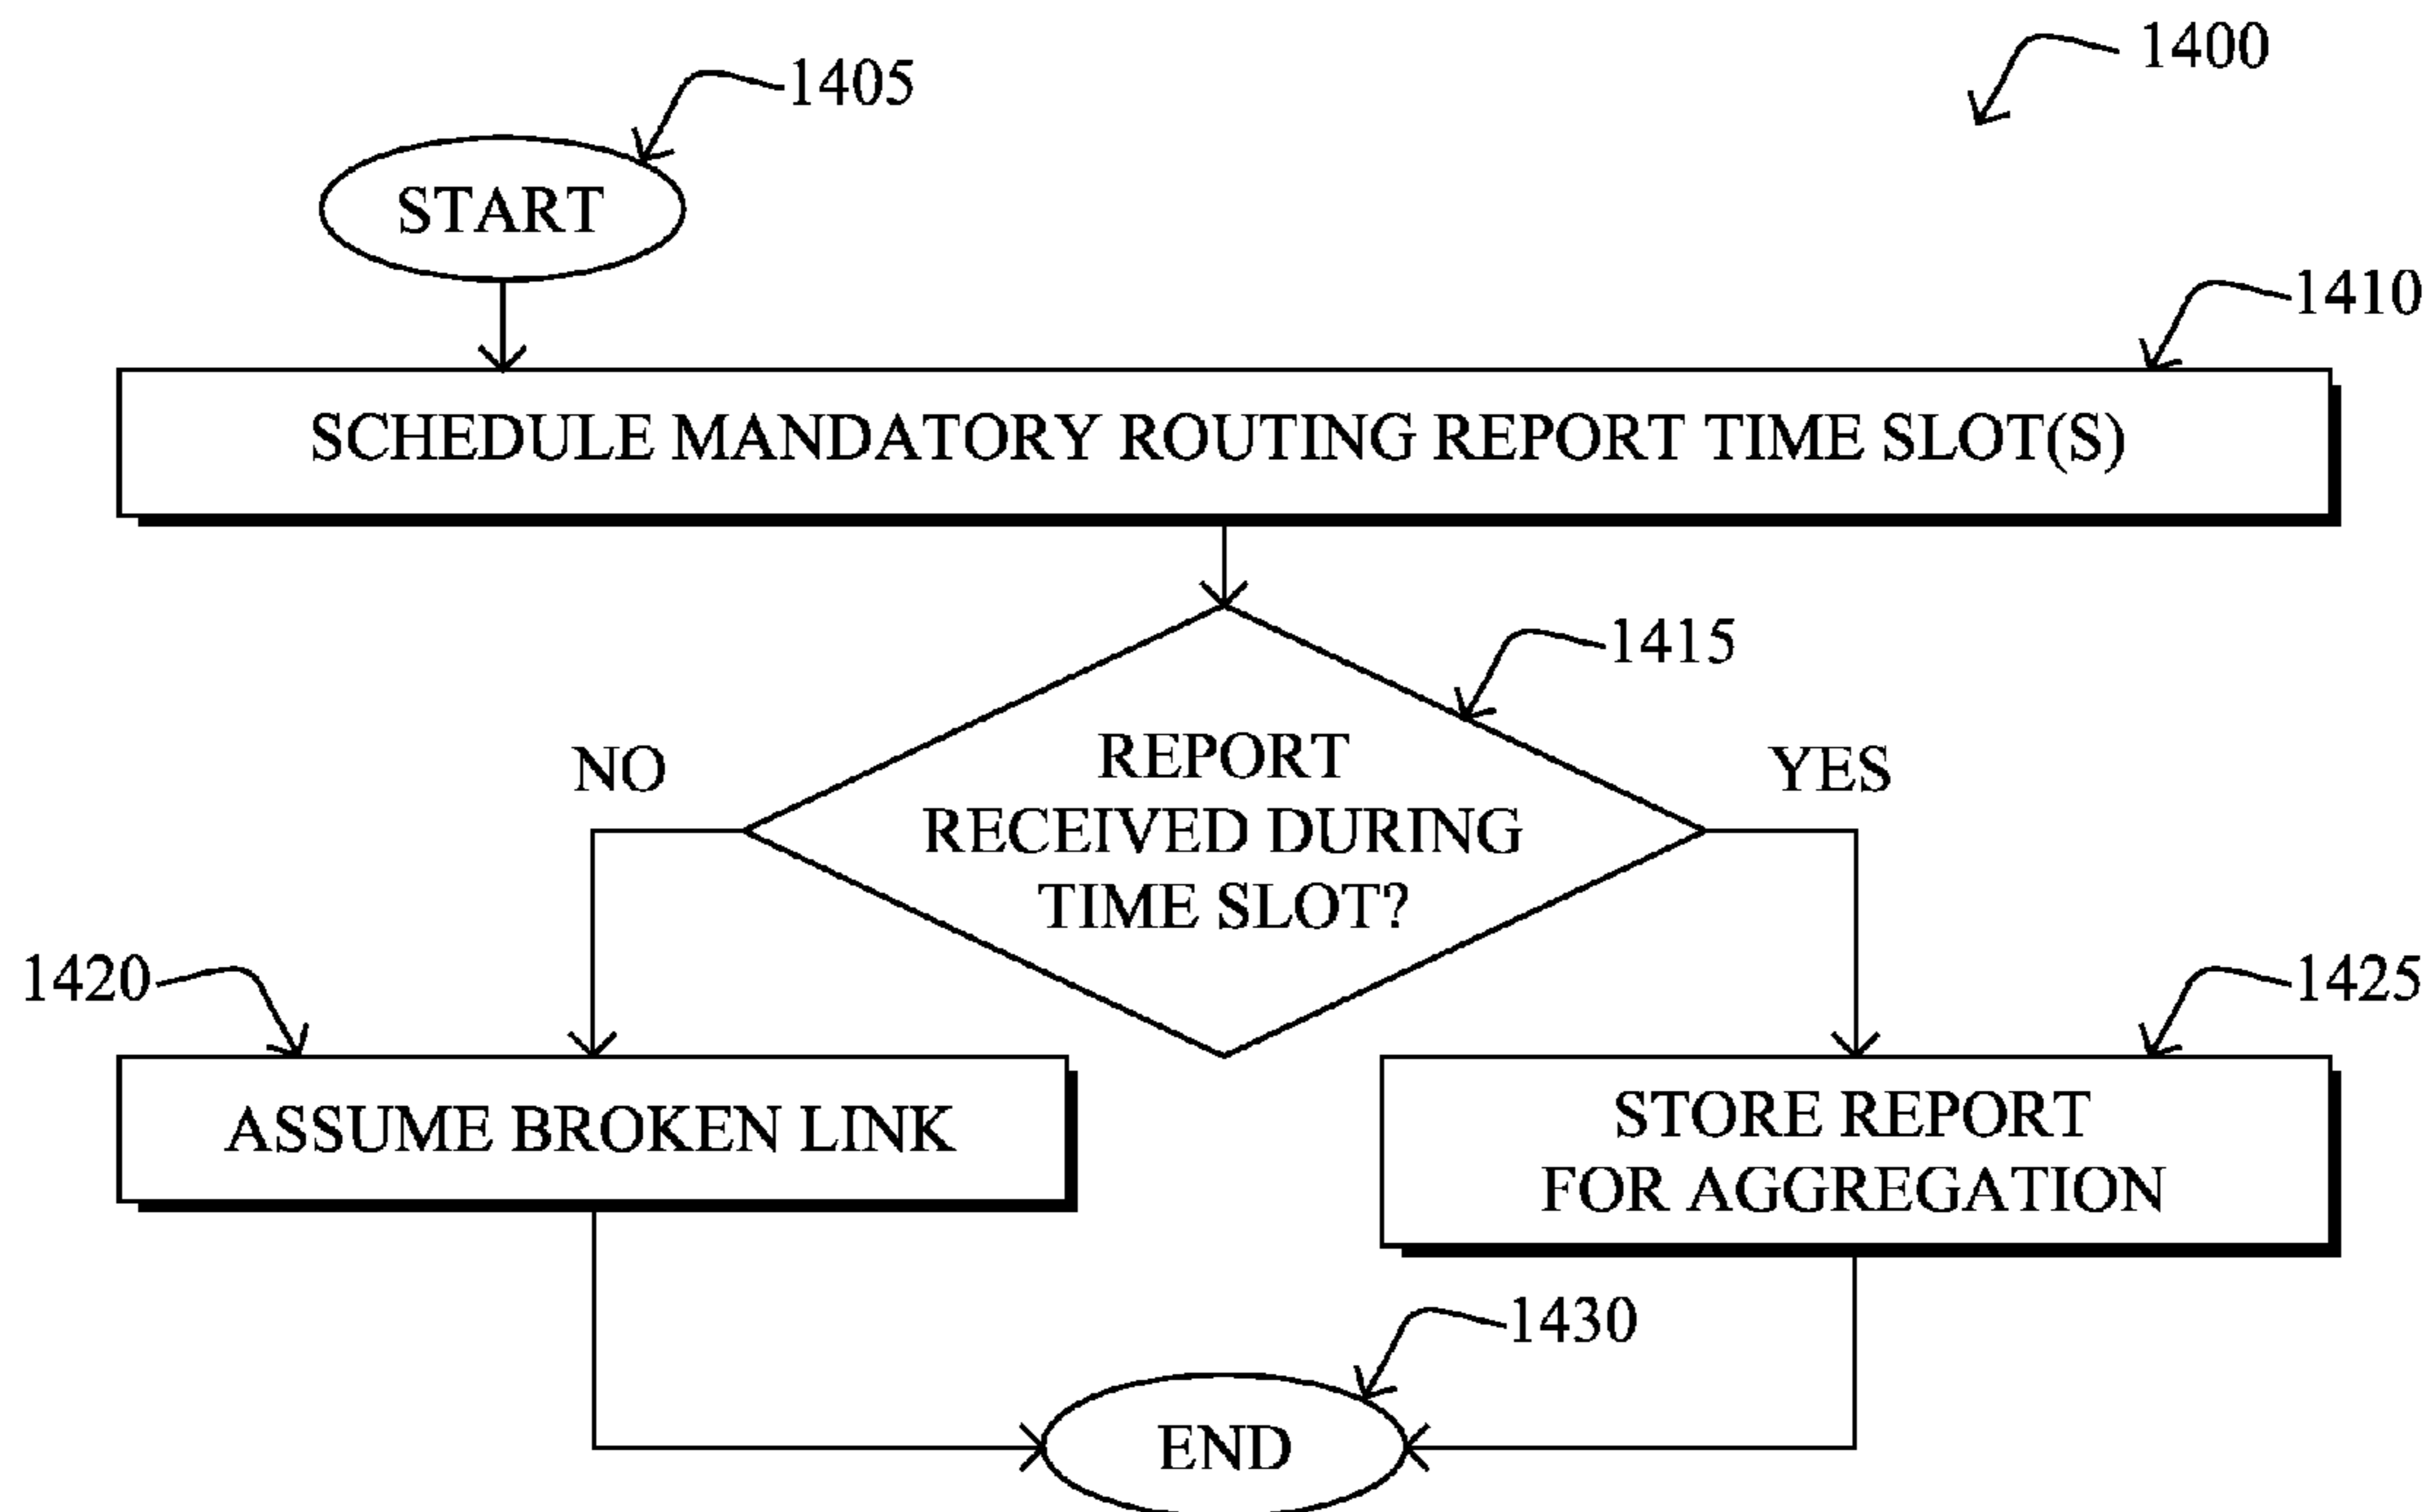 1400
1405
START
1410
SCHEDULE MANDATORY ROUTING REPORT TIME SLOT(S)
1415
REPORT
RECEIVED DURING
TIME SLOT?
NO
YES
1420
ASSUME BROKEN LINK
1425
STORE REPORT
FOR AGGREGATION
1430
END